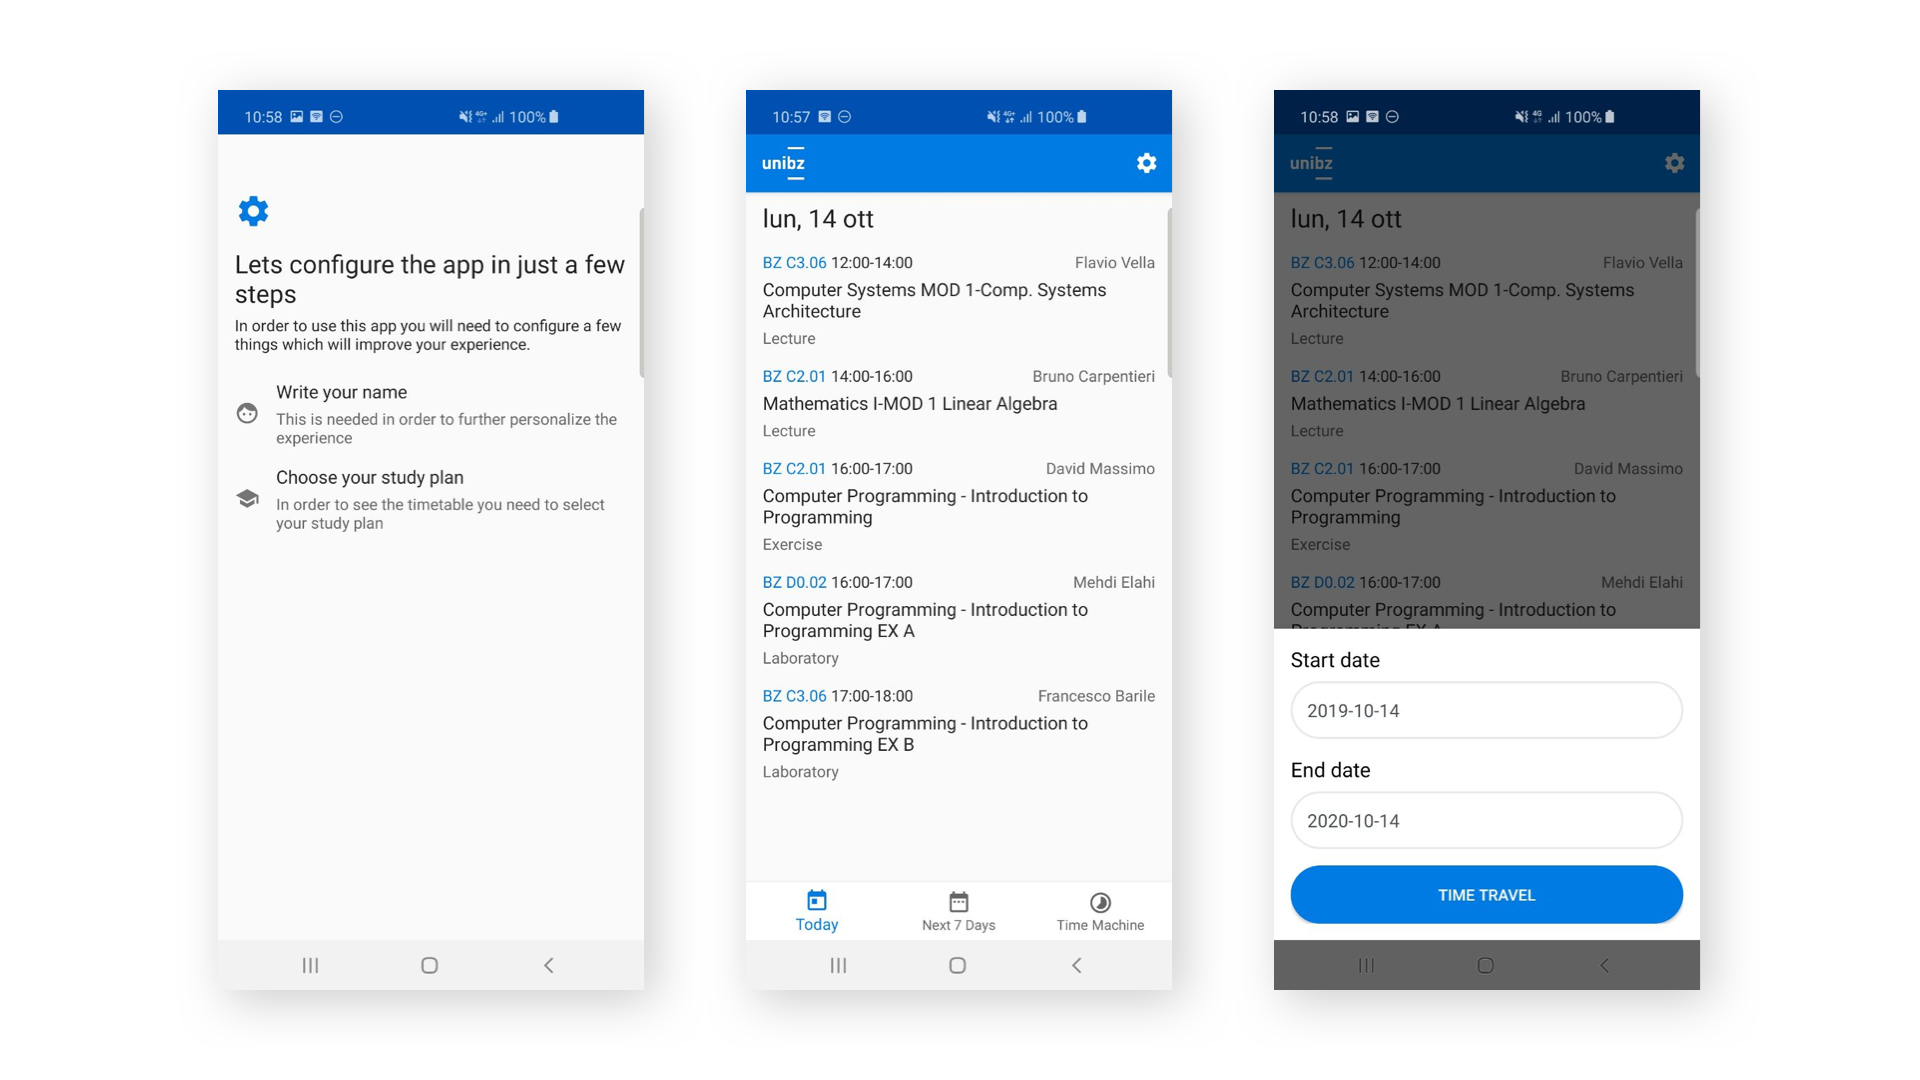 10:58
100%
Lets configure the app in just a few
steps
In order to use this app you will need to configure a few
things which will improve your experience.
Write your name
This is needed in order to further personalize the
experience
Choose your study plan
In order to see the timetable you need to select
your study plan
10:57
4G+ 100%
unibz
lun, 14 ott
BZ C3.06 12:00-14:00 Flavio Vella
Computer Systems MOD 1-Comp. Systems
Architecture
Lecture
BZ C2.01 14:00-16:00 Bruno Carpentieri
Mathematics I-MOD 1 Linear Algebra
Lecture
BZ C2.01 16:00-17:00 David Massimo
Computer Programming - Introduction to
Programming
Exercise
BZ D0.02 16:00-17:00 Mehdi Elahi
Computer Programming - Introduction to
Programming EX A
Laboratory
BZ C3.06 17:00-18:00 Francesco Barile
Computer Programming - Introduction to
Programming EX B
Laboratory
Today
Next 7 Days
Time Machine
10:58
4G 100%
unibz
lun, 14 ott
BZ C3.06 12:00-14:00 Flavio Vella
Computer Systems MOD 1-Comp. Systems
Architecture
Lecture
BZ C2.01 14:00-16:00 Bruno Carpentieri
Mathematics I-MOD 1 Linear Algebra
Lecture
BZ C2.01 16:00-17:00 David Massimo
Computer Programming - Introduction to
Programming
Exercise
BZ D0.02 16:00-17:00 Mehdi Elahi
Computer Programming - Introduction to
Start date
2019-10-14
End date
2020-10-14
TIME TRAVEL